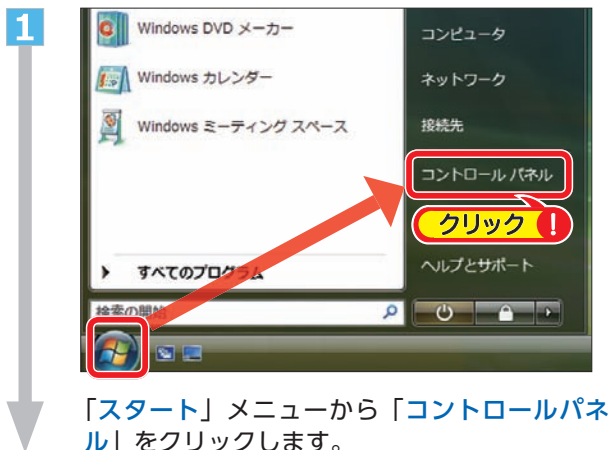 1
Windows DVD メーカー
コンピュータ
Windows カレンダー
ネットワーク
Windows ミーティング スペース
接続先
コントロール パネル
クリック !
すべてのプログラム
ヘルプとサポート
検索の開始
「スタート」メニューから「コントロールパネ
ル」をクリックします。